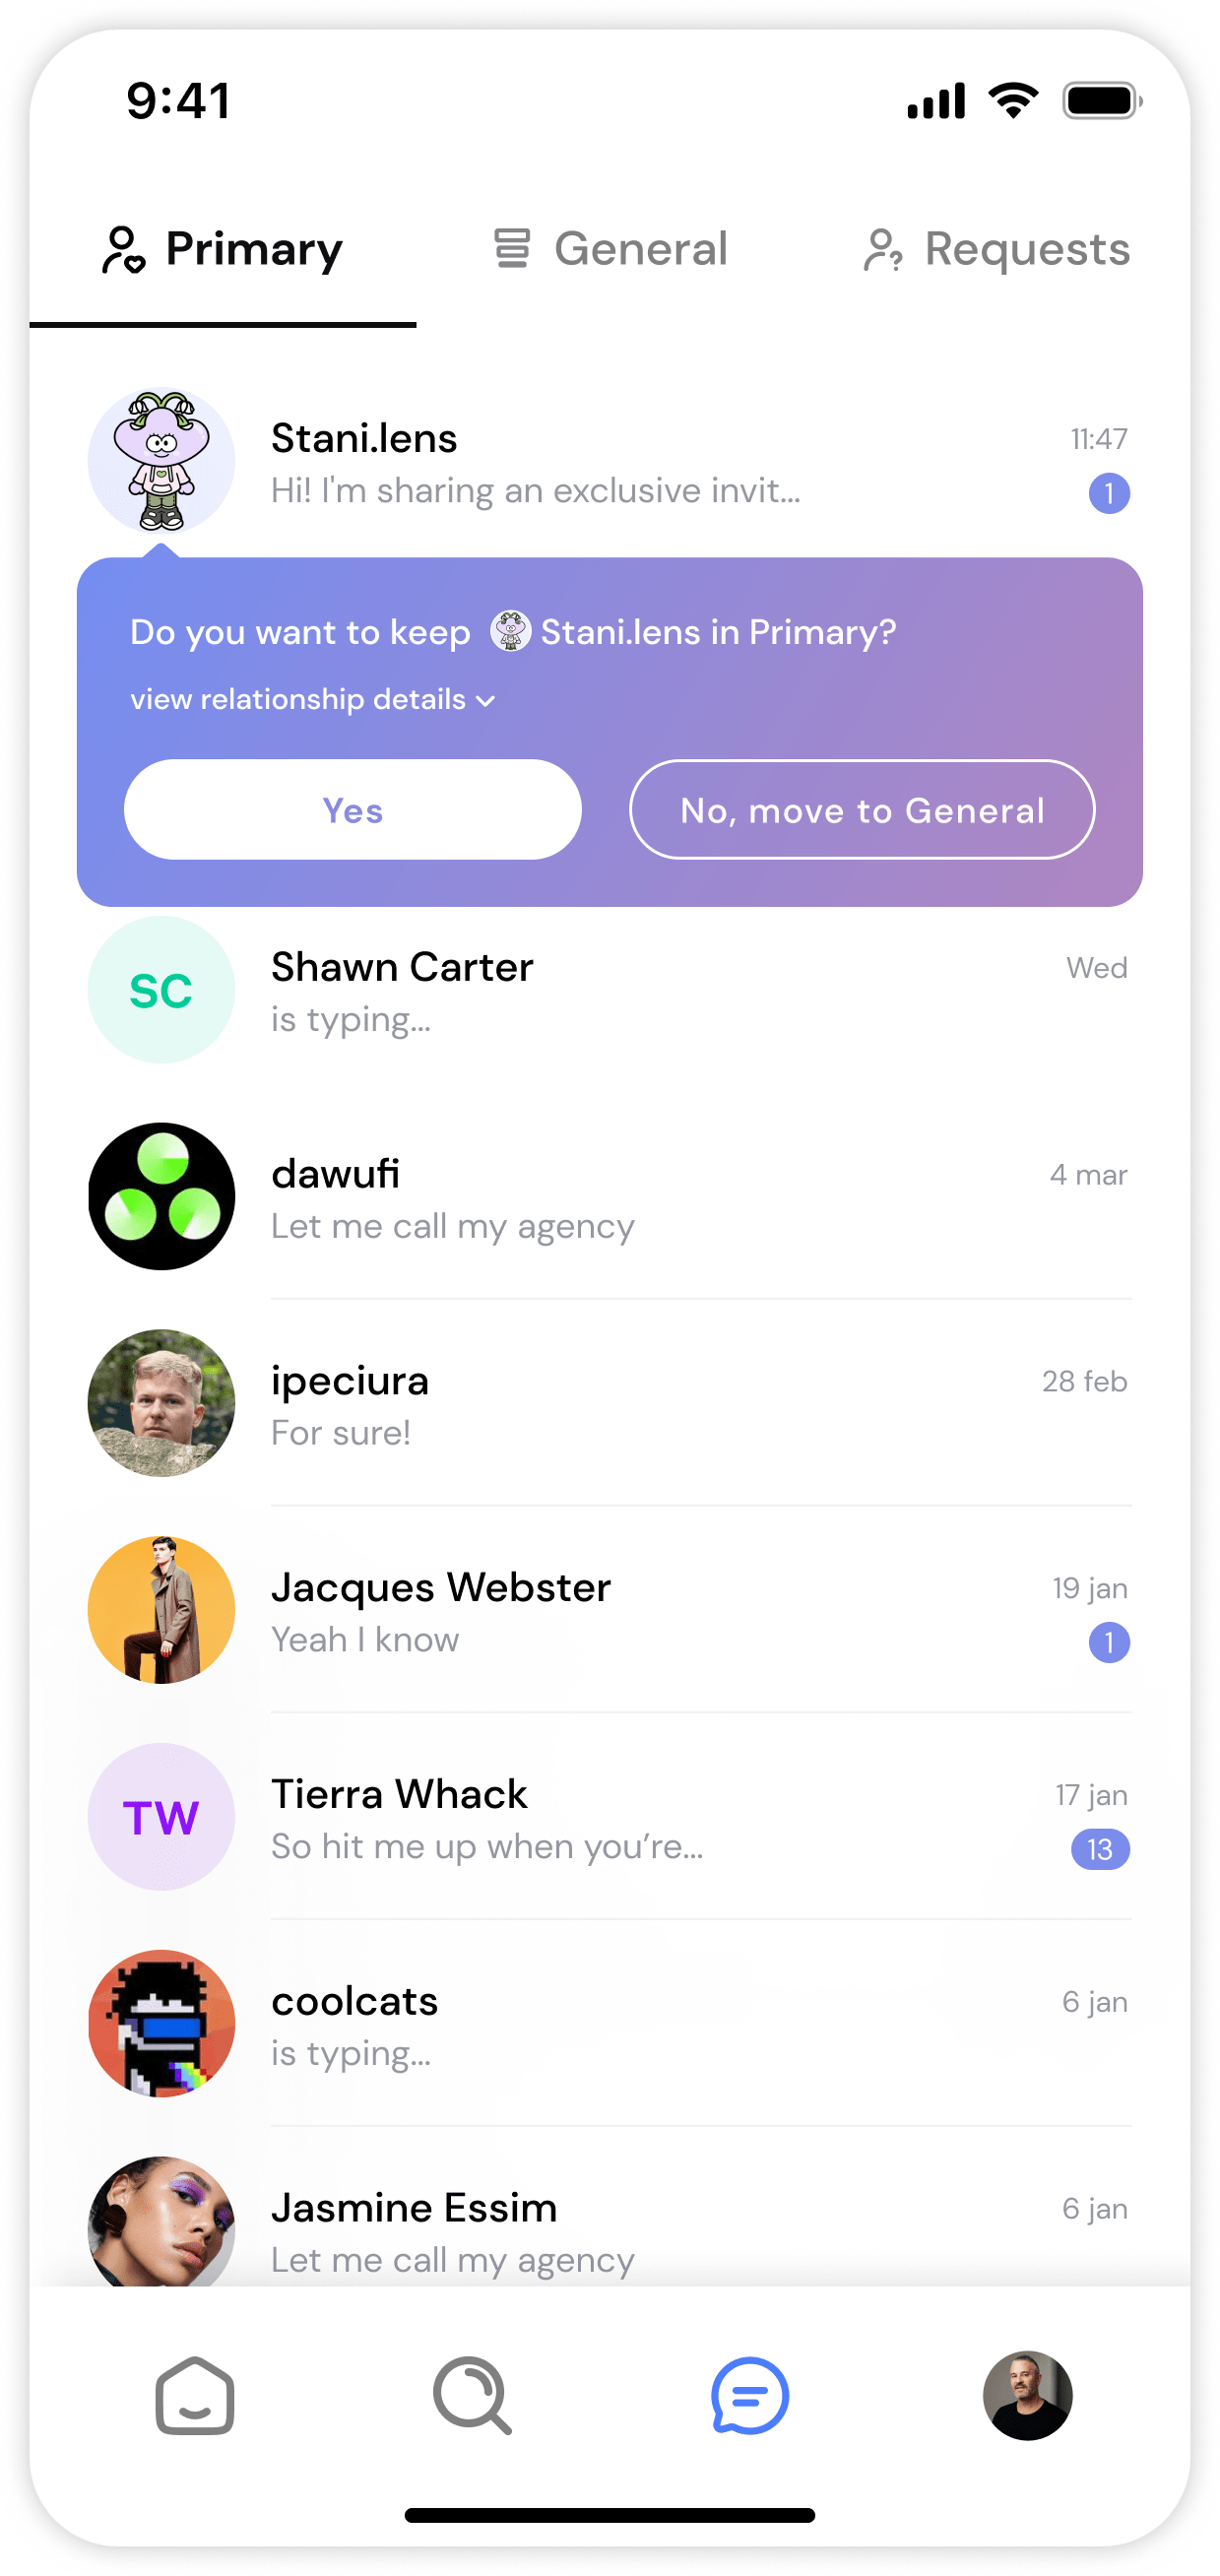 9:41
Primary
General
Requests
Stani.lens
11:47
Hi! I'm sharing an exclusive invit...
1
Do you want to keep Stani.lens in Primary?
view relationship details
Yes
No, move to General
SC
Shawn Carter
Wed
is typing...
dawufi
4 mar
Let me call my agency
ipeciura
28 feb
For sure!
Jacques Webster
19 jan
Yeah I know
1
TW
Tierra Whack
17 jan
So hit me up when you’re...
13
coolcats
6 jan
is typing...
Jasmine Essim
6 jan
Let me call my agency